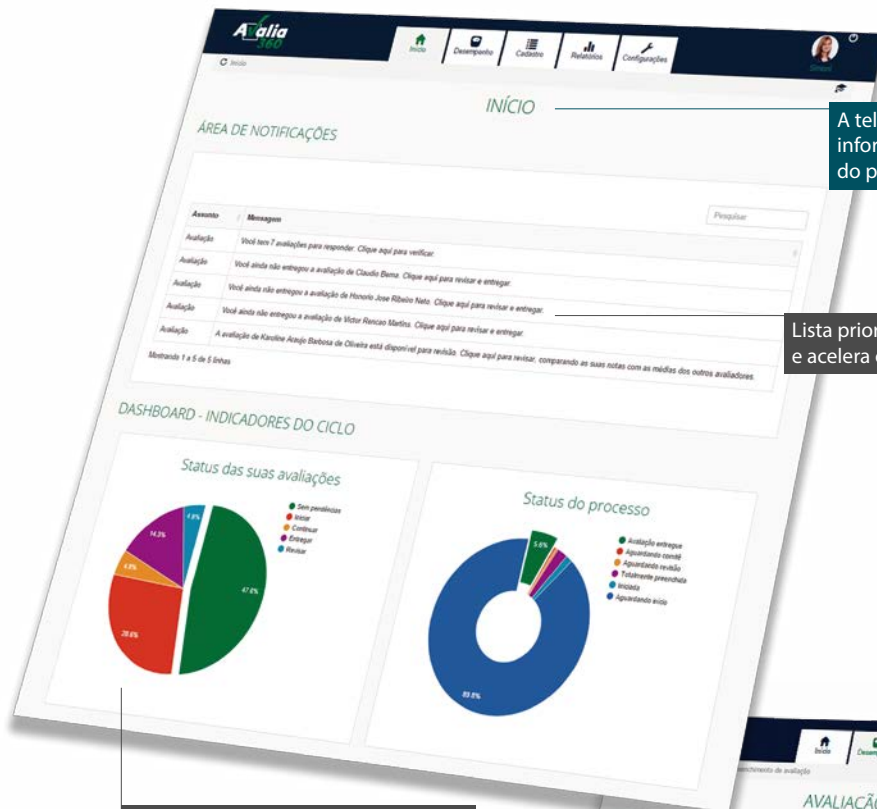 Avalia
360
Início
Desempenho
Cadastro
Relatórios
Configurações
Início
INÍCIO
A tel
infor
do p
ÁREA DE NOTIFICAÇÕES
Pesquisar
Assunto Mensagem
Avaliação Você tem 7 avaliações para responder. Clique aqui para verificar.
Avaliação Você ainda não entregou a avaliação de Claudio Berna. Clique aqui para revisar e entregar.
Avaliação Você ainda não entregou a avaliação de Honorio Jose Ribeiro Neto. Clique aqui para revisar e entregar.
Avaliação Você ainda não entregou a avaliação de Victor Rencao Martins. Clique aqui para revisar e entregar.
Avaliação A avaliação de Karoline Araujo Barbosa de Oliveira está disponível para revisão. Clique aqui para revisar, comparando as suas notas com as médias dos outros avaliadores.
Mostrando 1 a 5 de 5 linhas
Lista prior
e acelera
DASHBOARD - INDICADORES DO CICLO
Status das suas avaliações
Sem pendências
Iniciar
Continuar
Entregar
Revisar
4.8%
14.3%
4.8%
28.6%
47.6%
Status do processo
Avaliação entregue
Aguardando comitê
Aguardando revisão
Totalmente preenchida
Iniciada
Aguardando início
5.6%
89.8%
Início
Desemp
enchimento de avaliação
AVALIAÇÃ